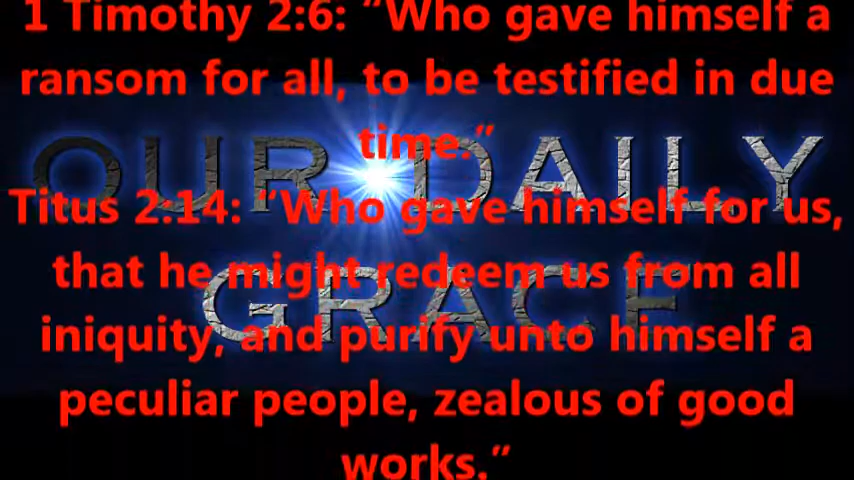 1 Timothy 2:6: “Who gave himself a
ransom for all, to be testified in due
time.”
OUR DAILY
Titus 2.14: “Who gave himself for us,
that he might redeem us from all
GRACE
iniquity, and purify unto himself a
peculiar people, zealous of good
works.”